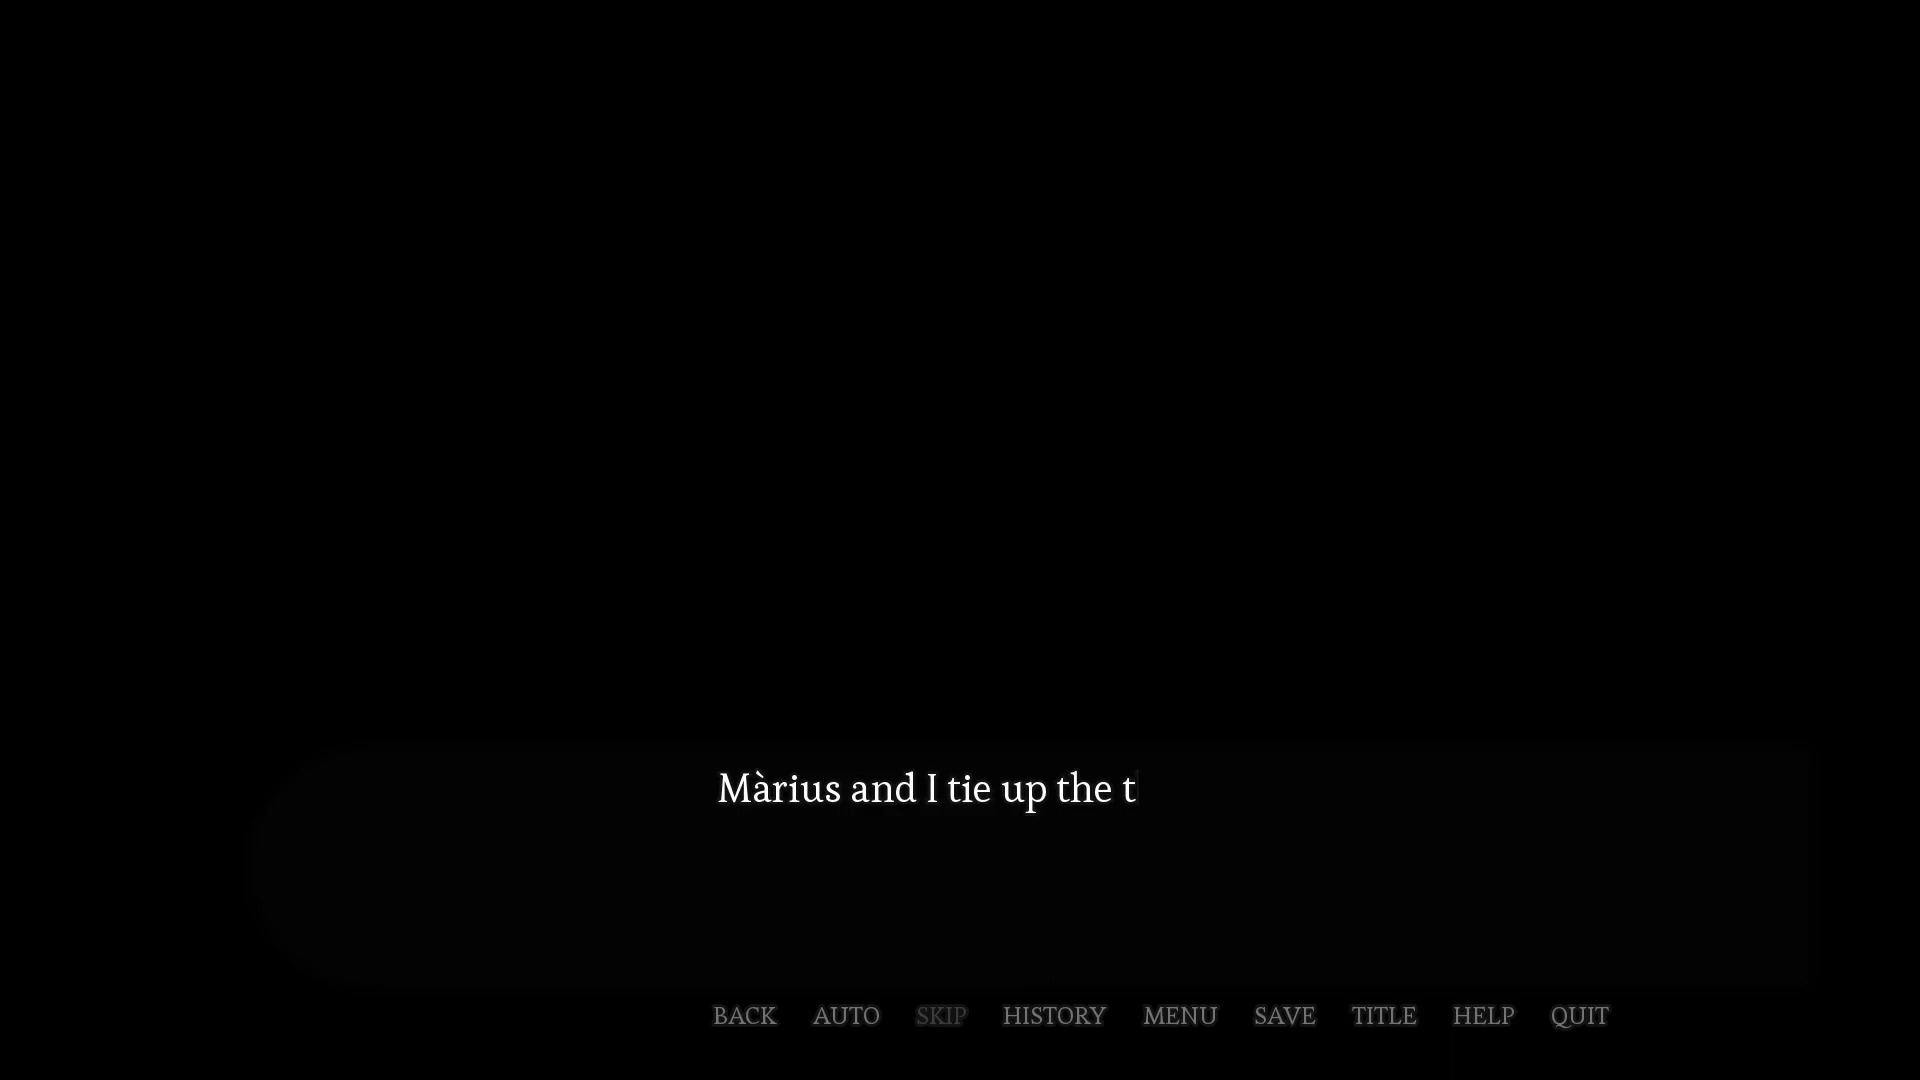 Màrius and I tie up the t
BACK AUTO SKIP HISTORY MENU SAVE TITLE HELP QUIT